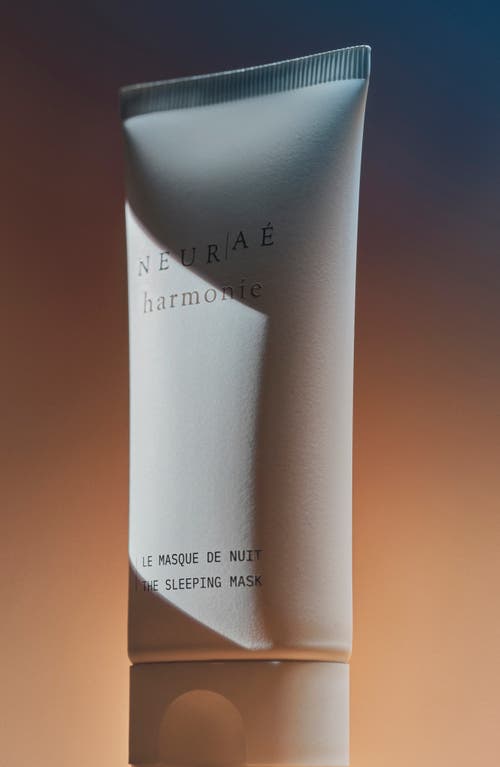 NEUR|AÉ
harmonie
| LE MASQUE DE NUIT
| THE SLEEPING MASK